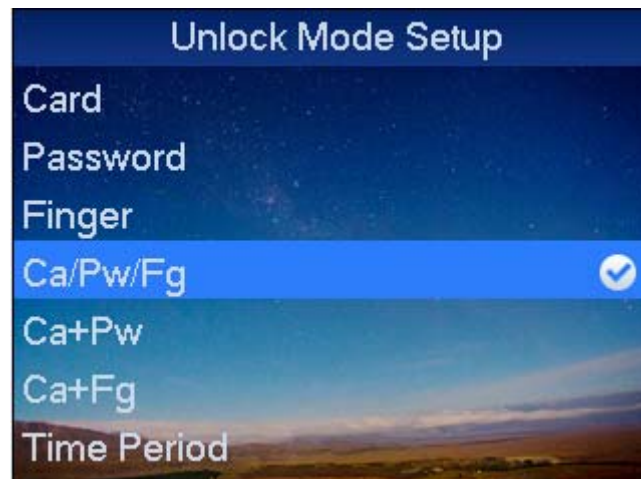 Unlock Mode Setup
Card
Password
Finger
Ca/Pw/Fg
Ca+Pw
Ca+Fg
Time Period